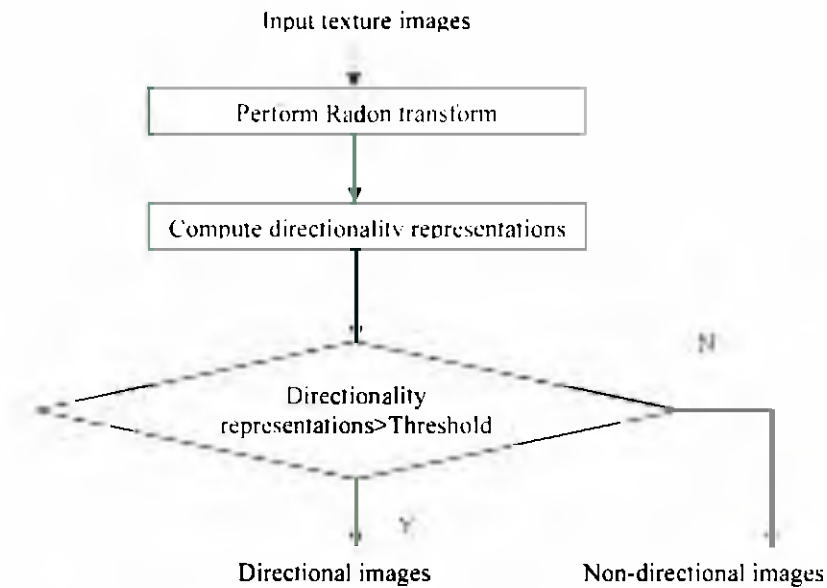 Input texture images
Perform Radon transform
Compute directionality representations
N
Directionality
representations>Threshold
Y
Directional images
Non-directional images